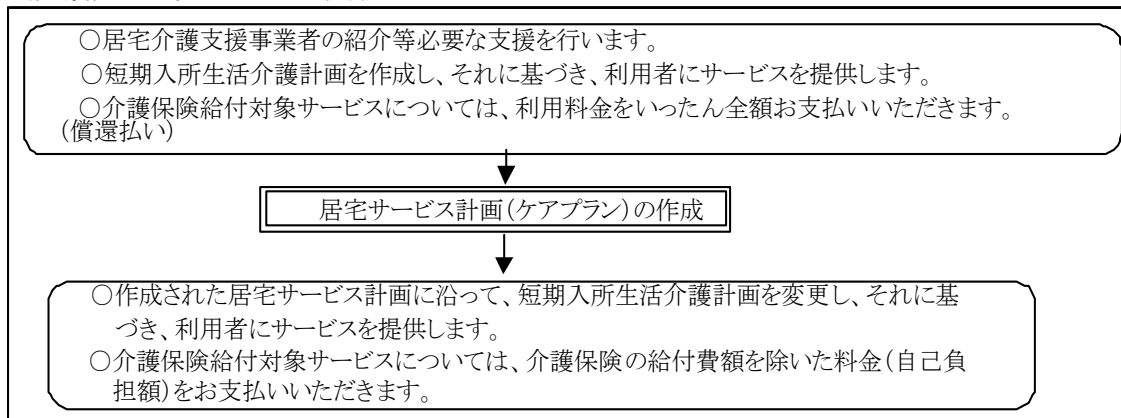 ○居宅介護支援事業者の紹介等必要な支援を行います。
○短期入所生活介護計画を作成し、それに基づき、利用者にサービスを提供します。
○介護保険給付対象サービスについては、利用料金をいったん全額お支払いいただきます。
(償還払い)
居宅サービス計画(ケアプラン)の作成
○作成された居宅サービス計画に沿って、短期入所生活介護計画を変更し、それに基
づき、利用者にサービスを提供します。
○介護保険給付対象サービスについては、介護保険の給付費額を除いた料金(自己負
担額)をお支払いいただきます。